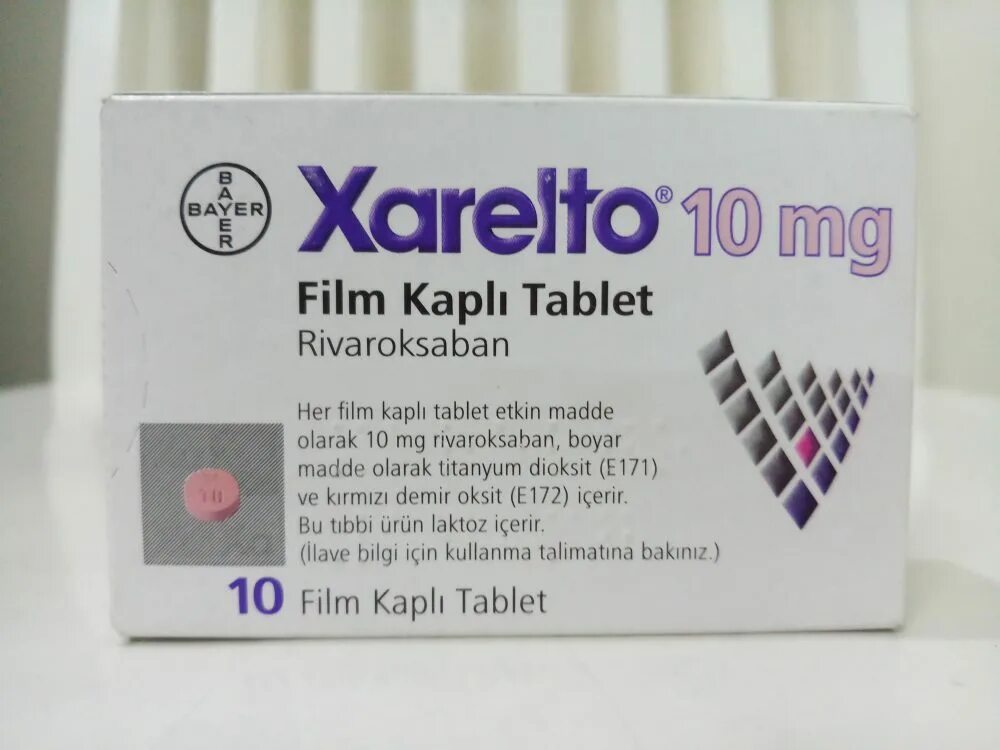 BAYER
BAYER
Xarelto® 10 mg
Film Kaplı Tablet
Rivaroksaban
Her film kaplı tablet etkin madde
olarak 10 mg rivaroksaban, boyar
madde olarak titanyum dioksit (E171)
ve kırmızı demir oksit (E172) içerir.
Bu tıbbi ürün laktoz içerir.
(İlave bilgi için kullanma talimatına bakınız.)
10
10 Film Kaplı Tablet